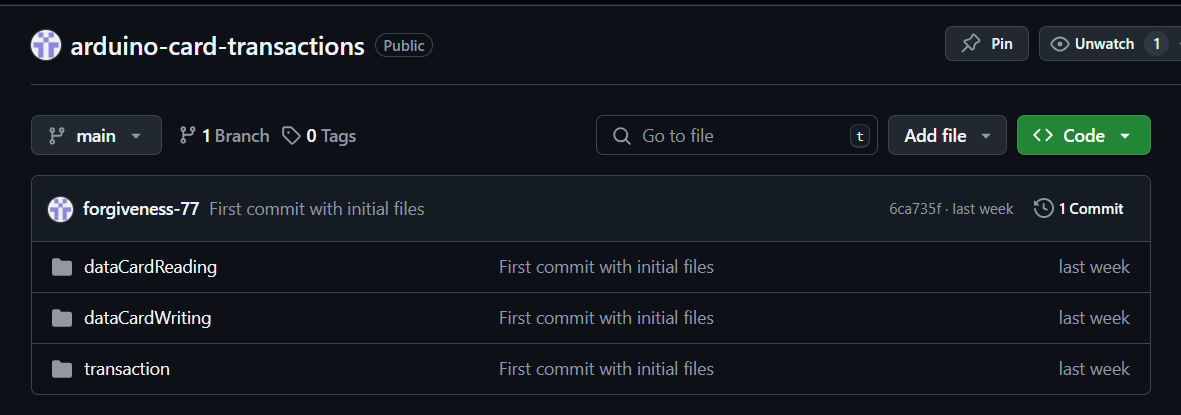 arduino-card-transactions Public Pin Unwatch 1
main 1 Branch 0 Tags Go to file t Add file Code
forgiveness-77 First commit with initial files 6ca735f · last week 1 Commit
dataCardReading First commit with initial files last week
dataCardWriting First commit with initial files last week
transaction First commit with initial files last week